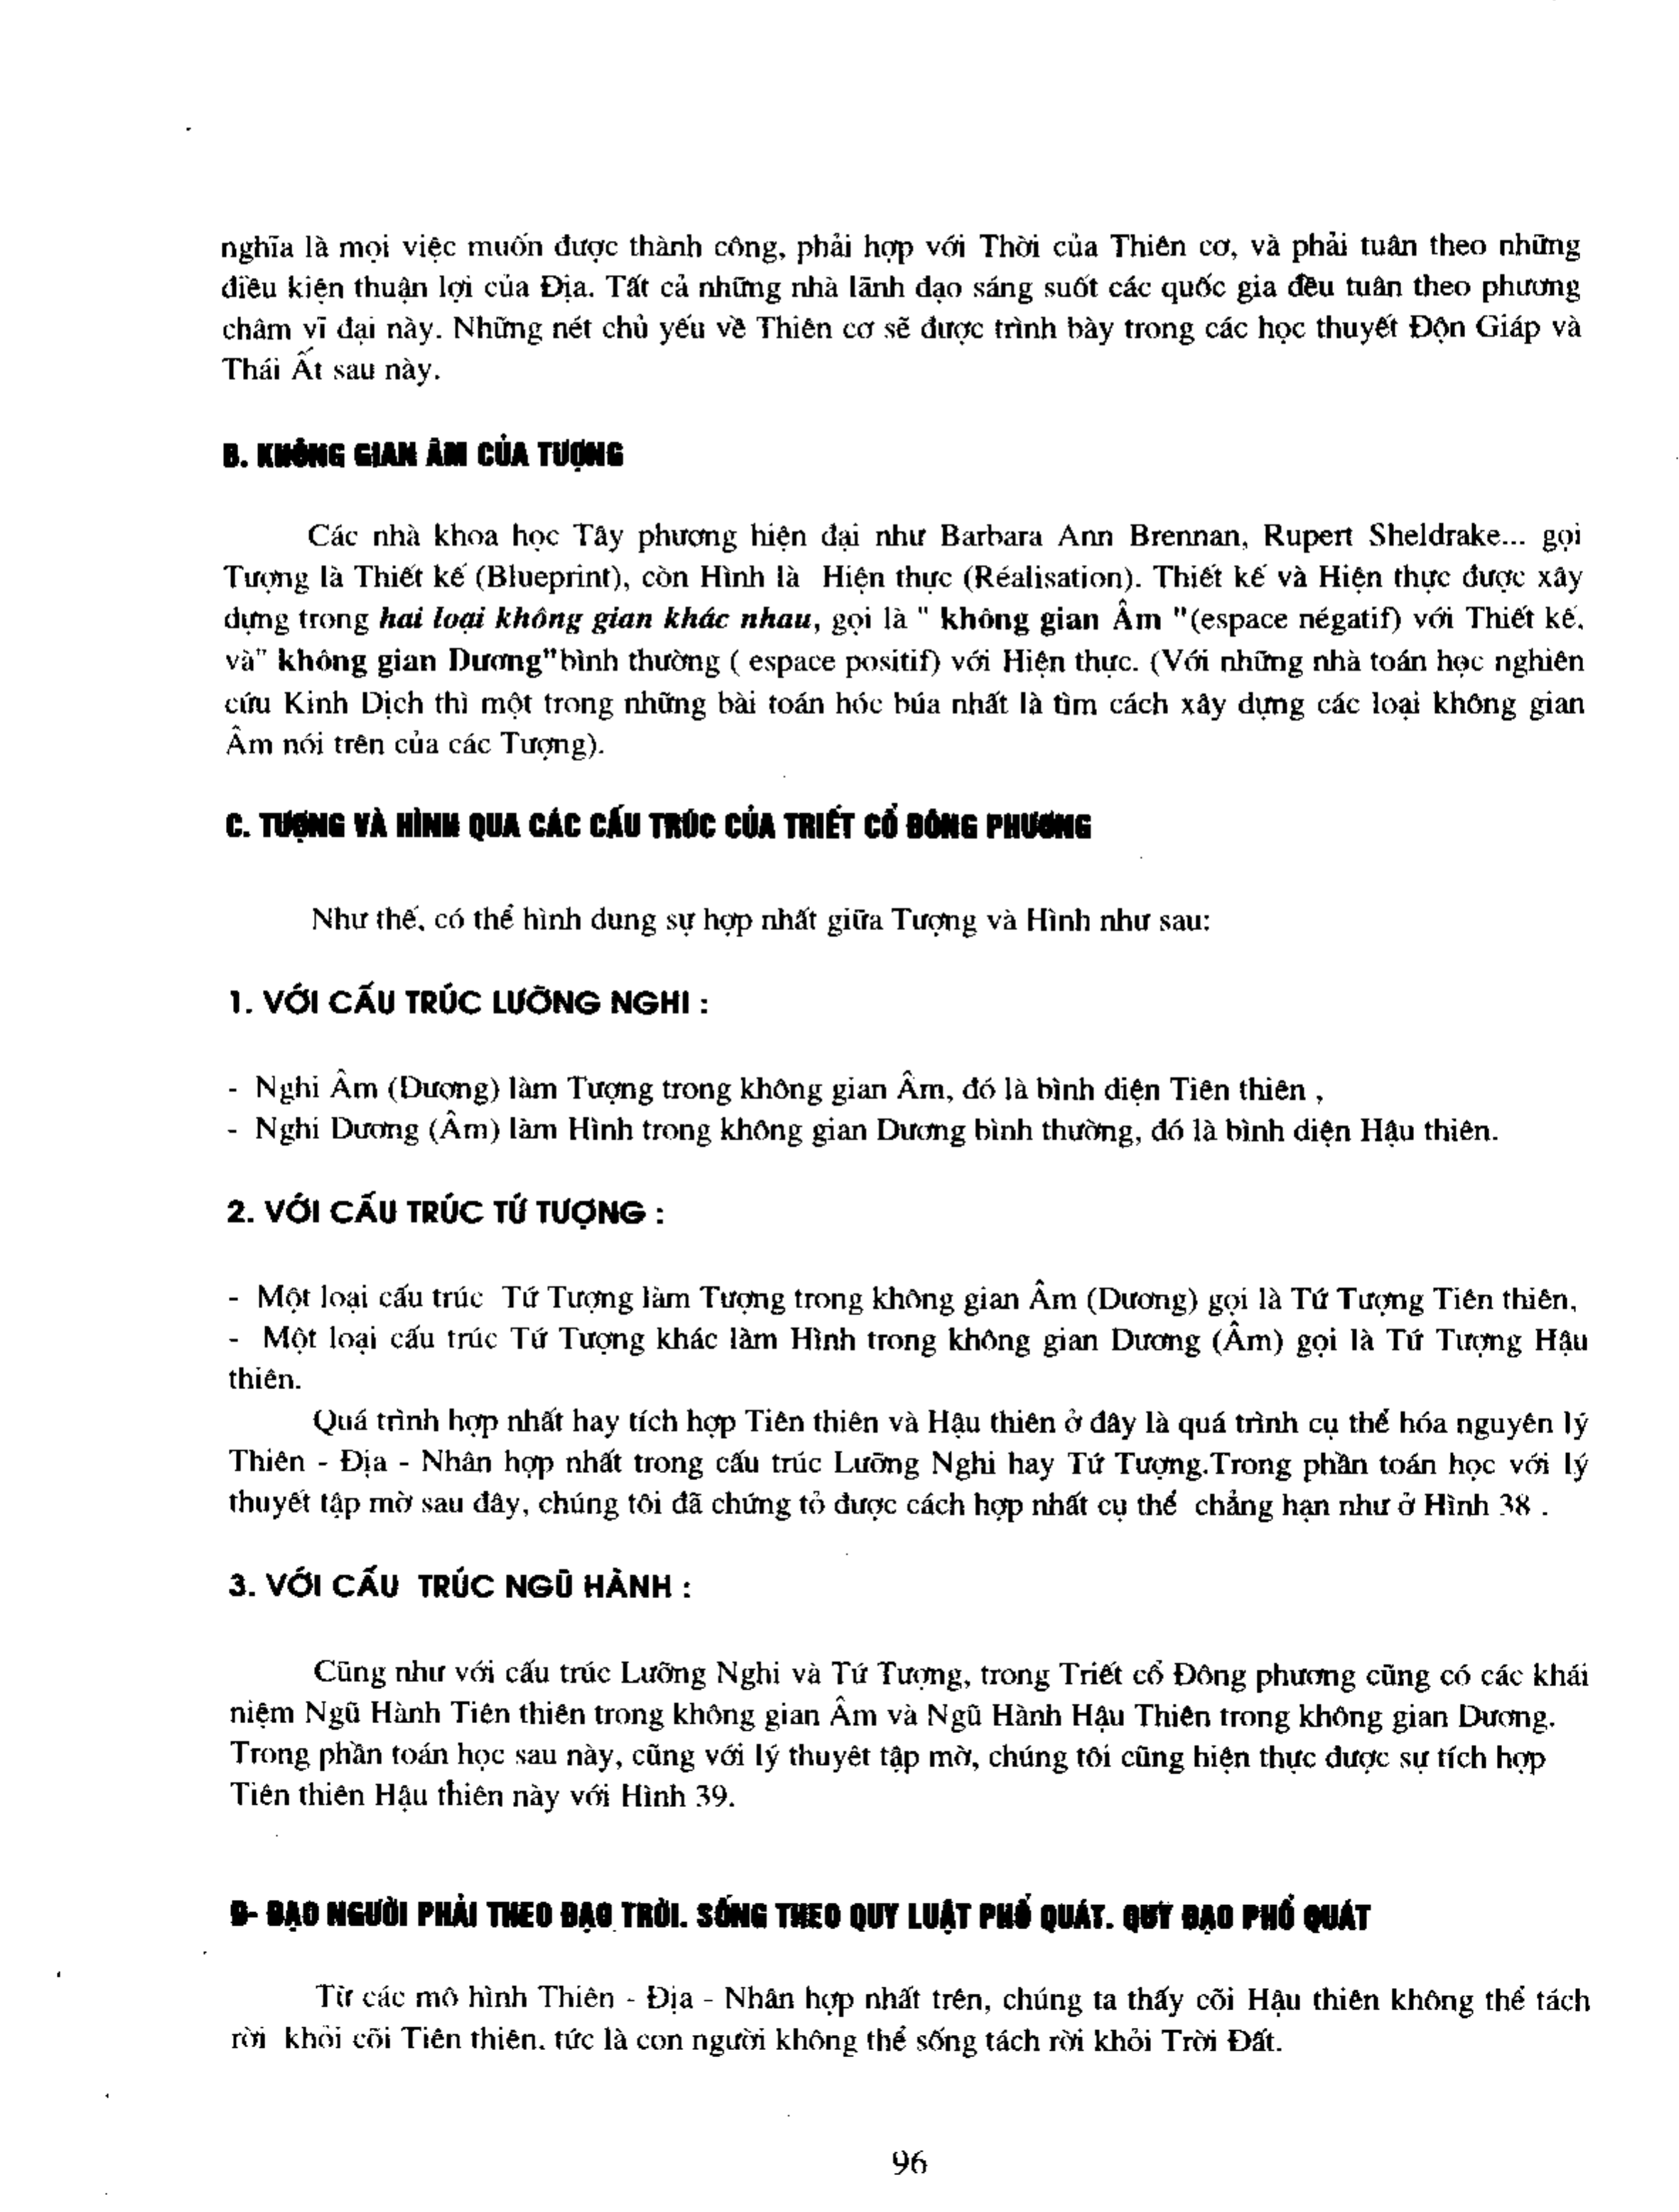 nghĩa là mọi việc muốn được thành công, phải hợp với Thời của Thiên cơ, và phải tuân theo những
điều kiện thuận lợi của Địa. Tất cả những nhà lãnh đạo sáng suốt các quốc gia đều tuân theo phương
châm vĩ đại này. Những nét chủ yếu về Thiên cơ sẽ được trình bày trong các học thuyết Độn Giáp và
Thái Ất sau này.
B. KHÔNG GIAN ÂM CỦA TƯỢNG
Các nhà khoa học Tây phương hiện đại như Barbara Ann Brennan, Rupert Sheldrake... gọi
Tượng là Thiết kế (Blueprint), còn Hình là Hiện thực (Réalisation). Thiết kế và Hiện thực được xây
dựng trong hai loại không gian khác nhau, gọi là " không gian Âm "(espace négatif) với Thiết kế,
và" không gian Dương"bình thường ( espace positif) với Hiện thực. (Với những nhà toán học nghiên
cứu Kinh Dịch thì một trong những bài toán hóc búa nhất là tìm cách xây dựng các loại không gian
Âm nói trên của các Tượng).
C. TƯỢNG VÀ HÌNH QUA CÁC CẤU TRÚC CỦA TRIẾT CỔ ĐÔNG PHƯƠNG
Như thế, có thể hình dung sự hợp nhất giữa Tượng và Hình như sau:
1. VỚI CẤU TRÚC LƯỠNG NGHI :
- Nghi Âm (Dương) làm Tượng trong không gian Âm, đó là bình diện Tiên thiên ,
- Nghi Dương (Âm) làm Hình trong không gian Dương bình thường, đó là bình diện Hậu thiên.
2. VỚI CẤU TRÚC TỨ TƯỢNG :
- Một loại cấu trúc Tứ Tượng làm Tượng trong không gian Âm (Dương) gọi là Tứ Tượng Tiên thiên,
- Một loại cấu trúc Tứ Tượng khác làm Hình trong không gian Dương (Âm) gọi là Tứ Tượng Hậu
thiên.
Quá trình hợp nhất hay tích hợp Tiên thiên và Hậu thiên ở đây là quá trình cụ thể hóa nguyên lý
Thiên - Địa - Nhân hợp nhất trong cấu trúc Lưỡng Nghi hay Tứ Tượng.Trong phần toán học với lý
thuyết tập mờ sau đây, chúng tôi đã chứng tỏ được cách hợp nhất cụ thể chẳng hạn như ở Hình 38 .
3. VỚI CẤU TRÚC NGŨ HÀNH :
Cũng như với cấu trúc Lưỡng Nghi và Tứ Tượng, trong Triết cổ Đông phương cũng có các khái
niệm Ngũ Hành Tiên thiên trong không gian Âm và Ngũ Hành Hậu Thiên trong không gian Dương.
Trong phần toán học sau này, cũng với lý thuyết tập mờ, chúng tôi cũng hiện thực được sự tích hợp
Tiên thiên Hậu thiên này với Hình 39.
D- ĐẠO NGƯỜI PHẢI THEO ĐẠO TRỜI. SỐNG THEO QUY LUẬT PHỔ QUÁT. QUỸ ĐẠO PHỔ QUÁT
Từ các mô hình Thiên - Địa - Nhân hợp nhất trên, chúng ta thấy cõi Hậu thiên không thể tách
rời khỏi cõi Tiên thiên, tức là con người không thể sống tách rời khỏi Trời Đất.
96